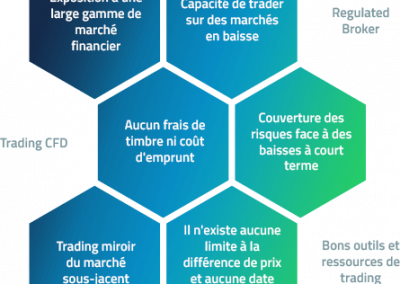 Exposition à une
large gamme de
marché
financier
Capacité de trader
sur des marchés
en baisse
Regulated
Broker
Trading CFD
Aucun frais de
timbre ni coût
d'emprunt
Couverture des
risques face à des
baisses à court
terme
Trading miroir
du marché
sous-jacent
Il n'existe aucune
limite à la
différence de prix
et aucune date
Bons outils et
ressources de
trading